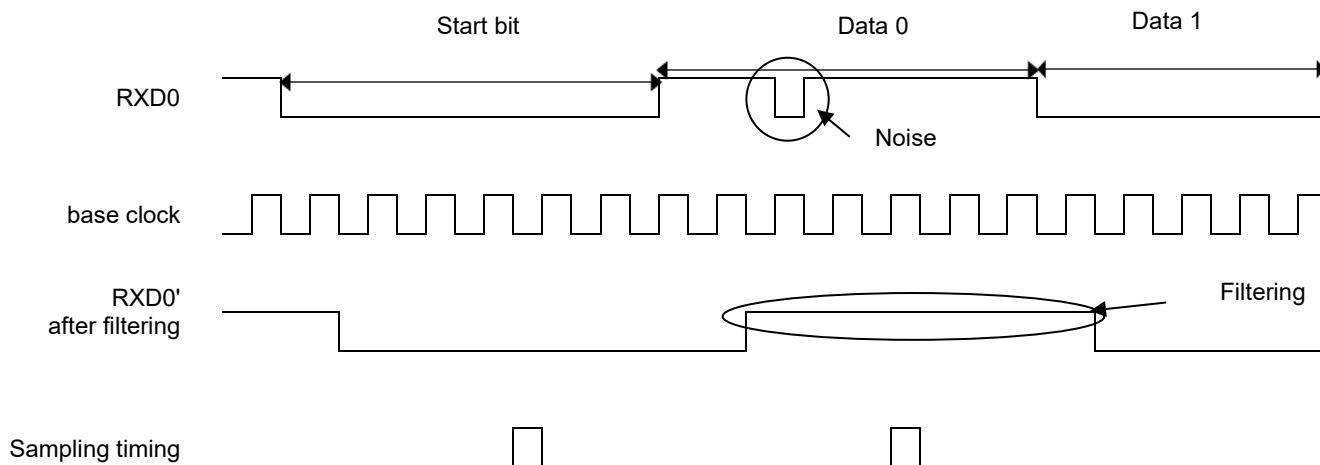 Start bit
Data 0
Data 1
RXD0
Noise
base clock
RXD0'
after filtering
Filtering
Sampling timing